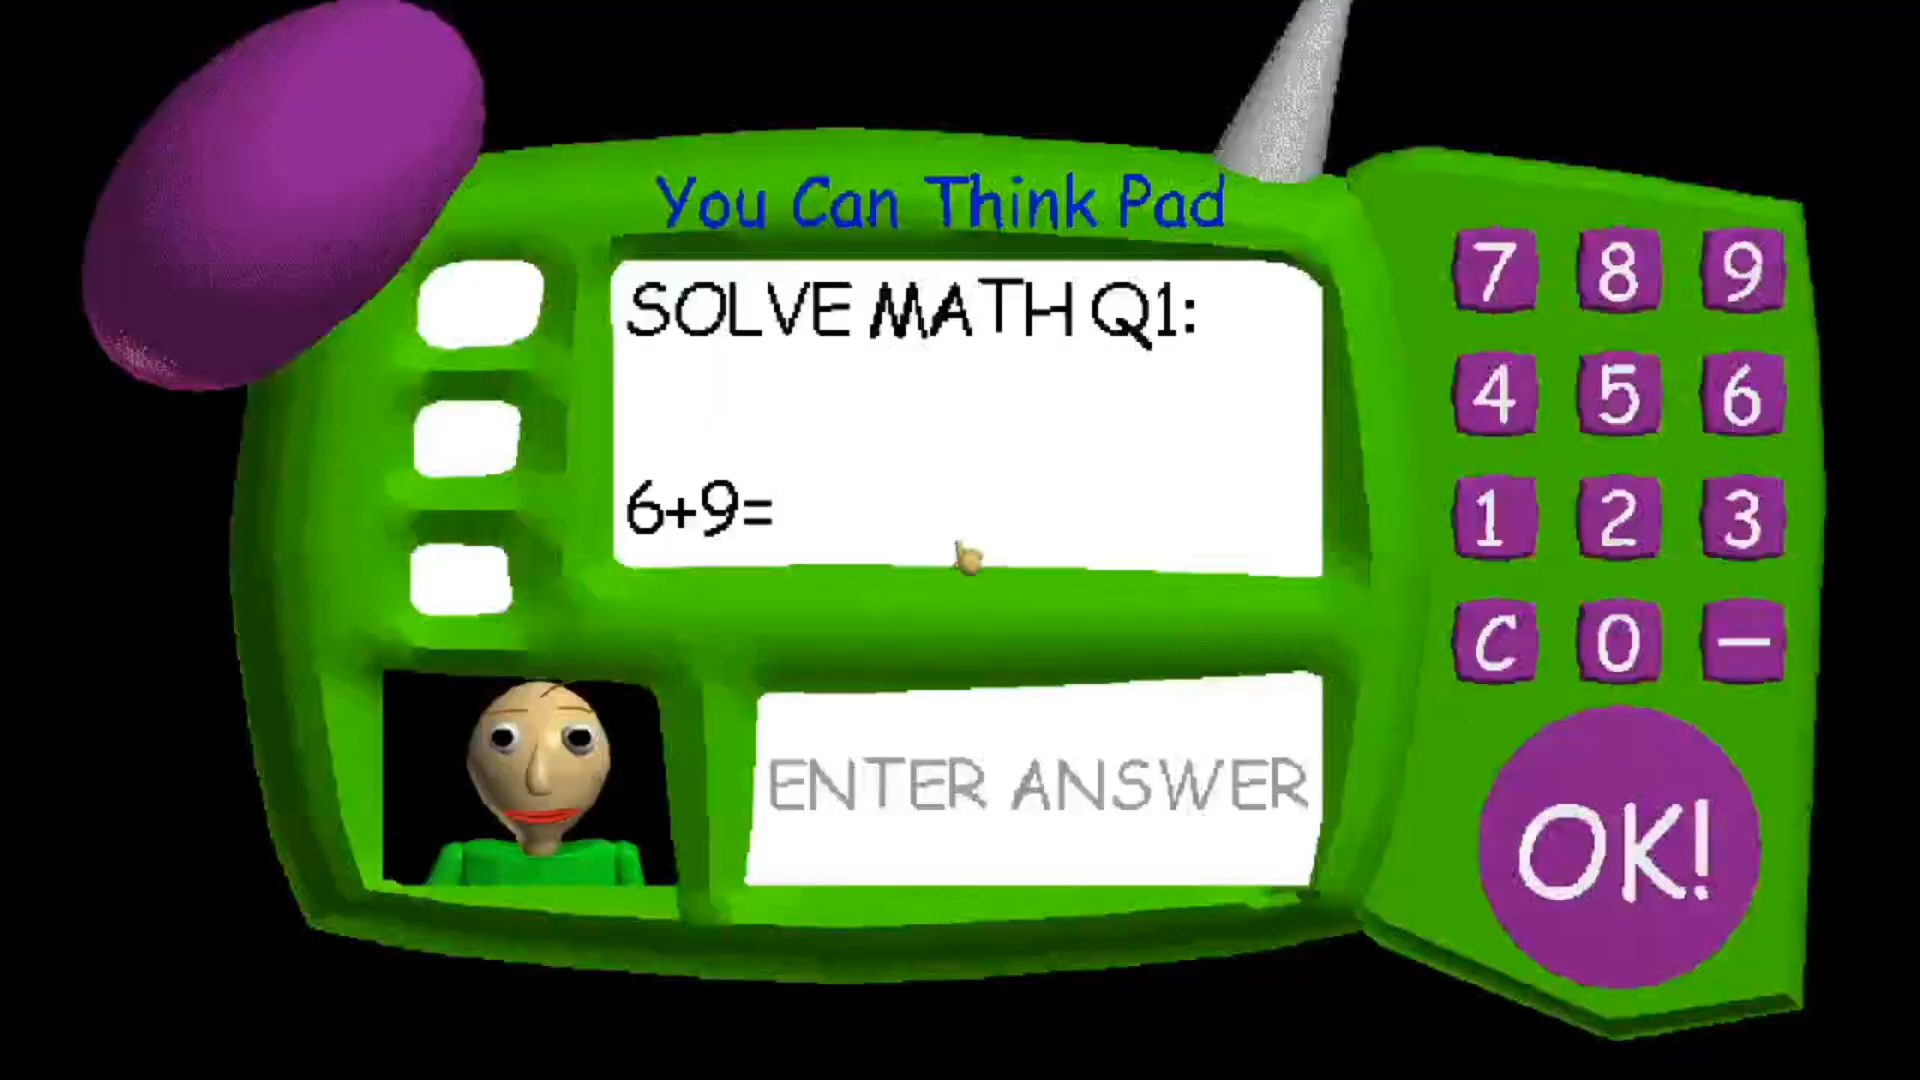 You Can Think Pad
SOLVE MATH Q1:
6+9=
7 8 9
4 5 6
1 2 3
C 0 —
ENTER ANSWER
OK!